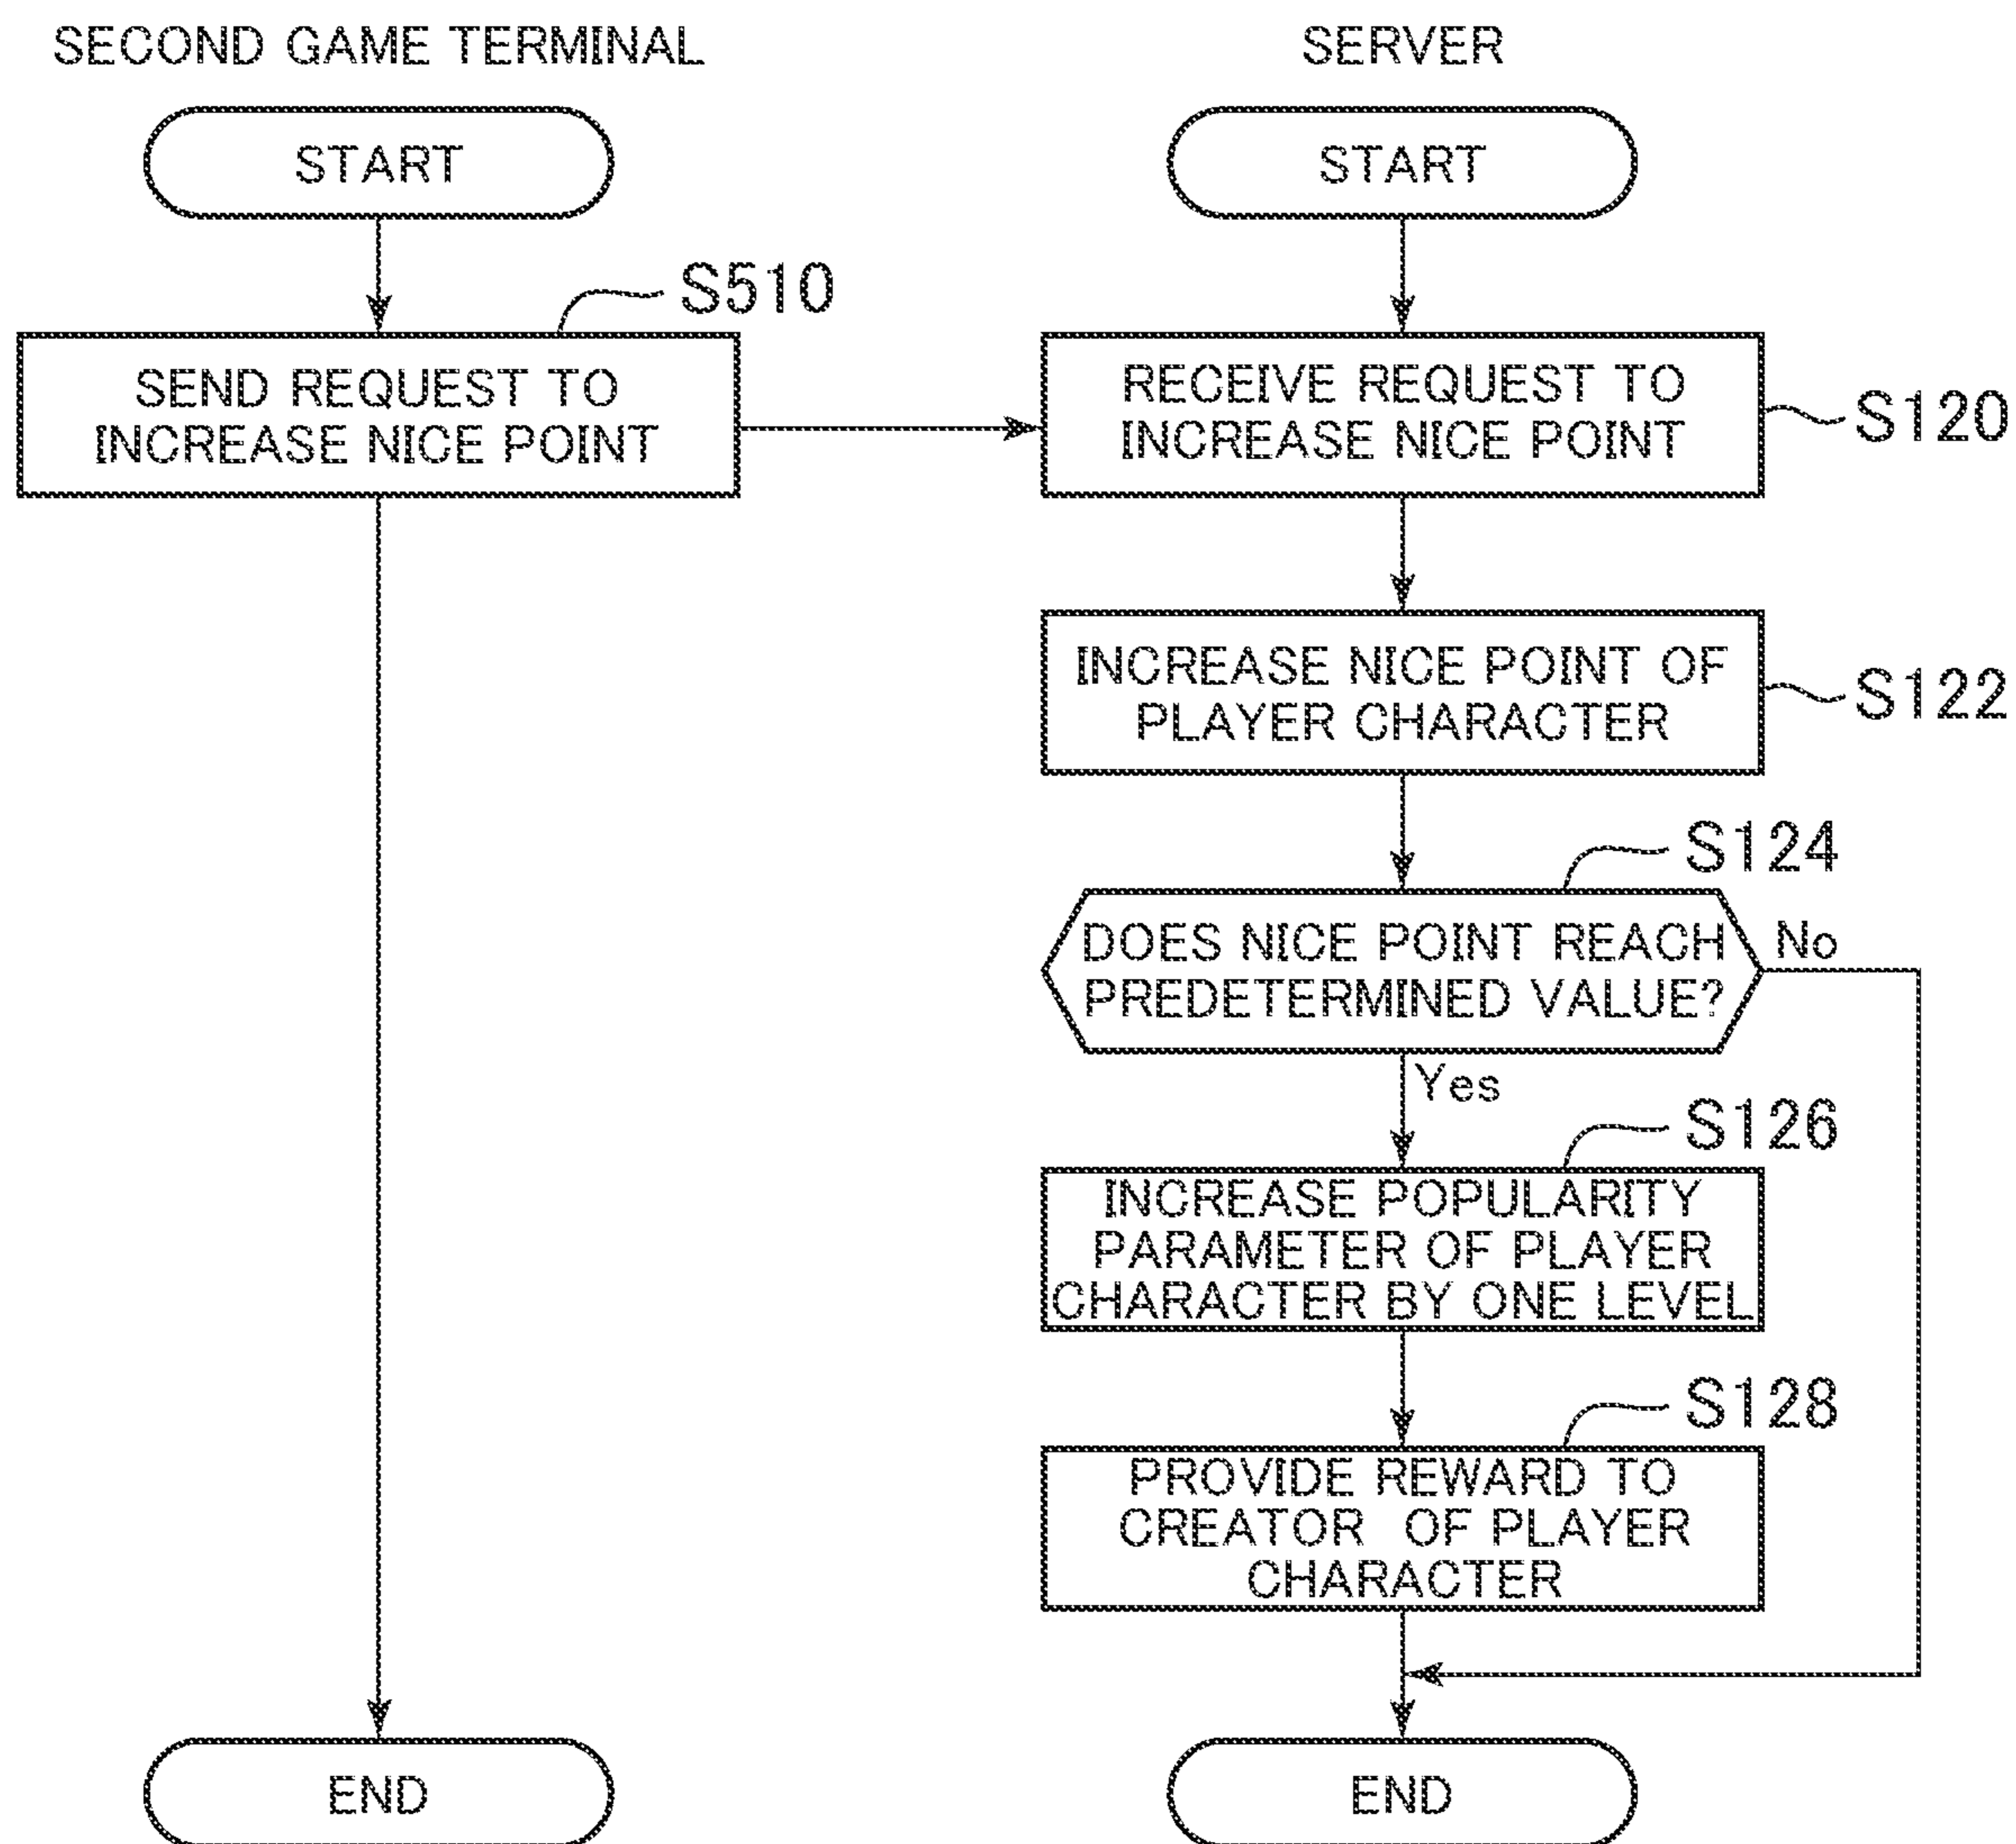 SECOND GAME TERMINAL
START
S510
SEND REQUEST TO
INCREASE NICE POINT
END
SERVER
START
RECEIVE REQUEST TO
INCREASE NICE POINT
S120
INCREASE NICE POINT OF
PLAYER CHARACTER
S122
S124
DOES NICE POINT REACH
PREDETERMINED VALUE?
No
Yes
S126
INCREASE POPULARITY
PARAMETER OF PLAYER
CHARACTER BY ONE LEVEL
S128
PROVIDE REWARD TO
CREATOR OF PLAYER
CHARACTER
END